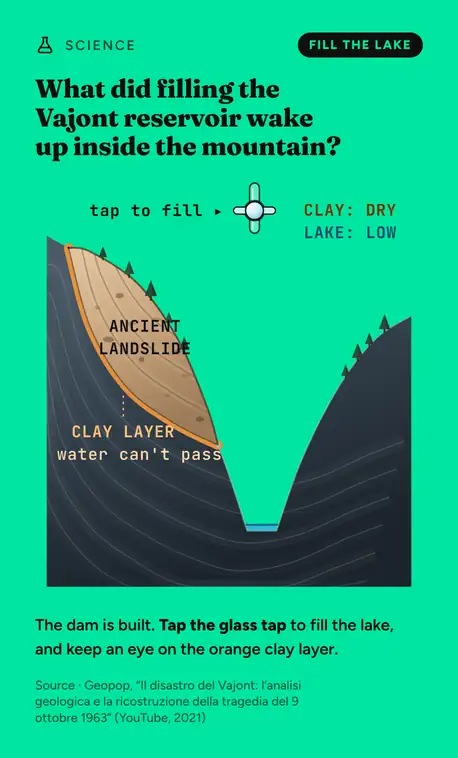 SCIENCE
FILL THE LAKE
What did filling the
Vajont reservoir wake
up inside the mountain?
tap to fill ▸
CLAY: DRY
LAKE: LOW
ANCIENT
LANDSLIDE
CLAY LAYER
water can't pass
The dam is built. Tap the glass tap to fill the lake,
and keep an eye on the orange clay layer.
Source · Geopop, “Il disastro del Vajont: l’analisi
geologica e la ricostruzione della tragedia del 9
ottobre 1963” (YouTube, 2021)